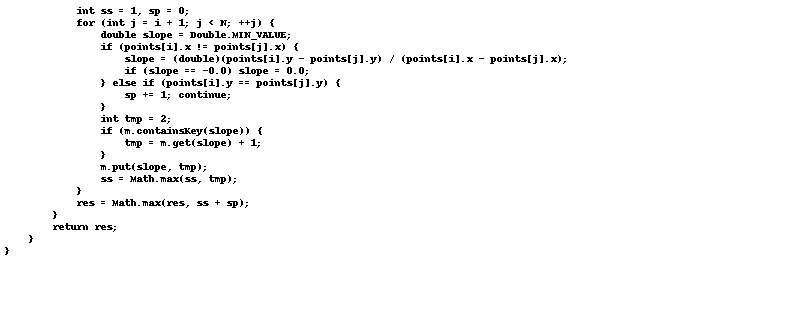 int ss = 1, sp = 0;
for (int j = i + 1; j < N; ++j) {
double slope = Double.MIN_VALUE;
if (points[i].x != points[j].x) {
slope = (double)(points[i].y - points[j].y) / (points[i].x - points[j].x);
if (slope == -0.0) slope = 0.0;
} else if (points[i].y == points[j].y) {
sp += 1; continue;
}
int tmp = 2;
if (m.containsKey(slope)) {
tmp = m.get(slope) + 1;
}
m.put(slope, tmp);
ss = Math.max(ss, tmp);
}
res = Math.max(res, ss + sp);
}
return res;
}
}